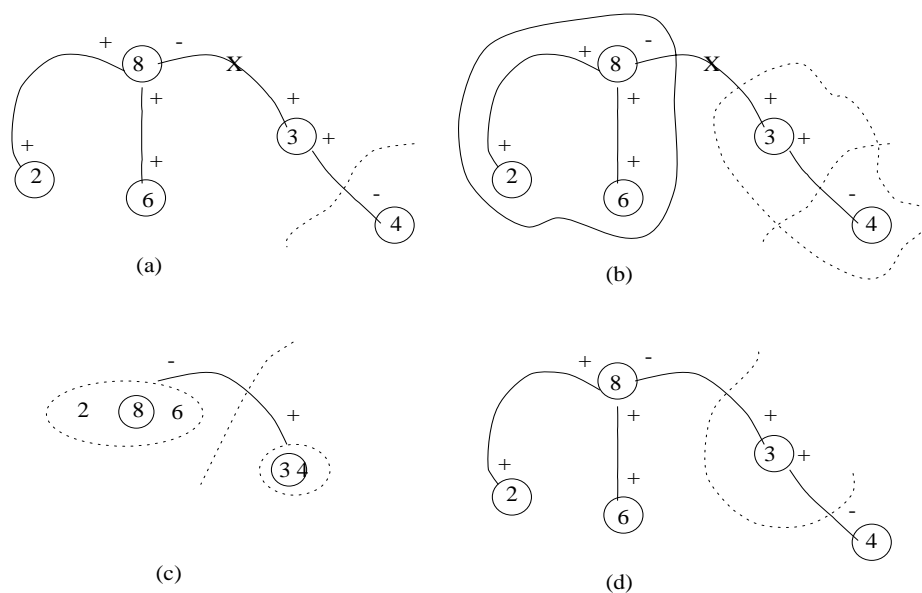 + 8 - X
+ +
+ 3 +
2 + 6
- 4
(a)
+ 8 - X
+ +
+ 3 +
2 + 6
- 4
(b)
-
2 8 6 +
3 4
(c)
+ 8 -
+ +
3 +
+ +
2 6
- 4
(d)